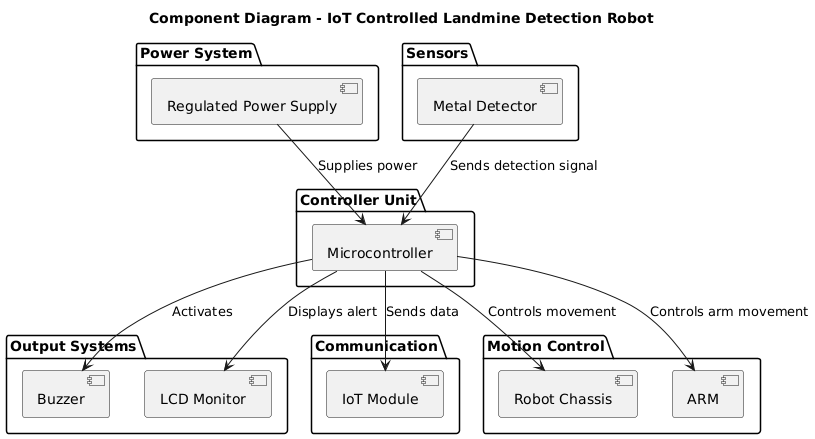 Component Diagram - IoT Controlled Landmine Detection Robot
Power System
Sensors
Regulated Power Supply
Metal Detector
Supplies power
Sends detection signal
Controller Unit
Microcontroller
Activates
Displays alert
Sends data
Controls movement
Controls arm movement
Output Systems
Communication
Motion Control
Buzzer
LCD Monitor
IoT Module
Robot Chassis
ARM